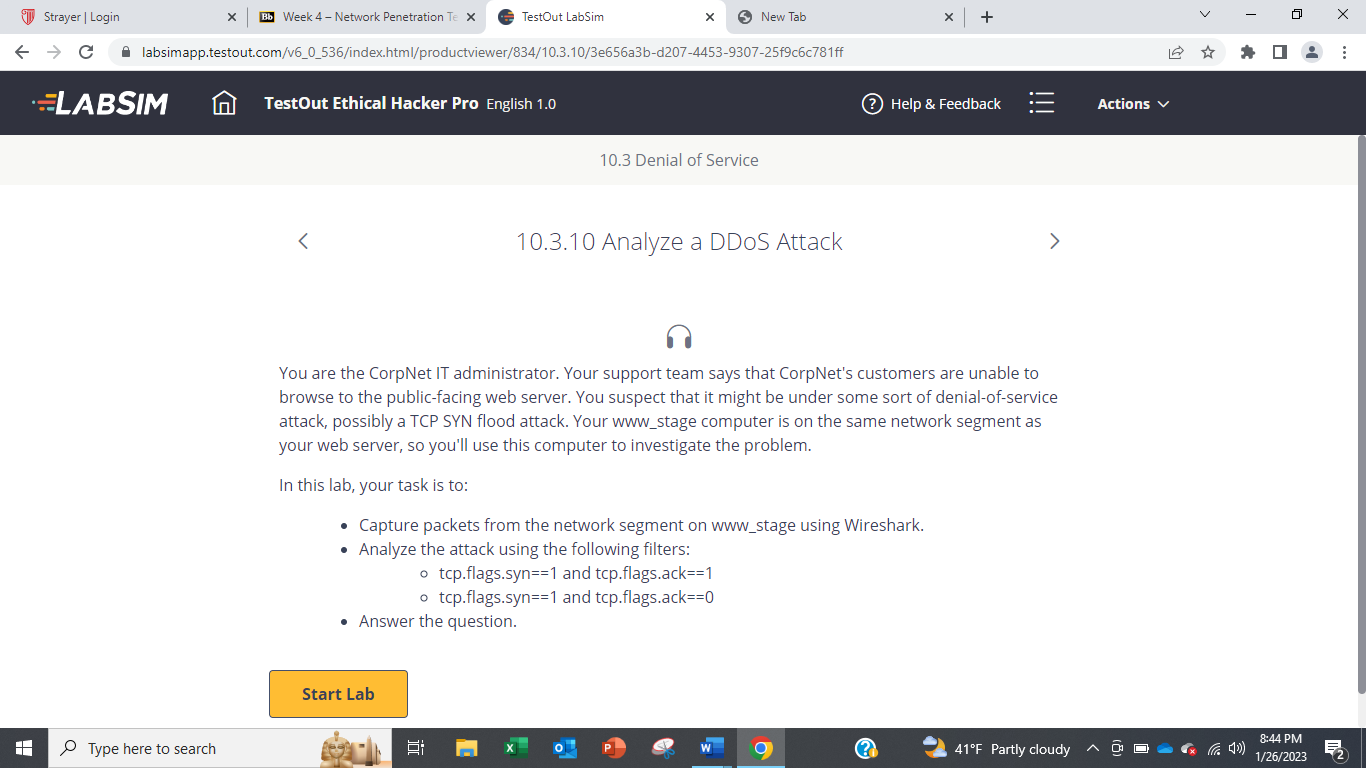 Strayer | Login
Bb Week 4 – Network Penetration Te
TestOut LabSim
New Tab
labsimapp.testout.com/v6_0_536/index.html/productviewer/834/10.3.10/3e656a3b-d207-4453-9307-25f9c6c781ff
LABSIM
TestOut Ethical Hacker Pro English 1.0
? Help & Feedback
Actions
10.3 Denial of Service
10.3.10 Analyze a DDoS Attack
You are the CorpNet IT administrator. Your support team says that CorpNet's customers are unable to
browse to the public-facing web server. You suspect that it might be under some sort of denial-of-service
attack, possibly a TCP SYN flood attack. Your www_stage computer is on the same network segment as
your web server, so you'll use this computer to investigate the problem.
In this lab, your task is to:
• Capture packets from the network segment on www_stage using Wireshark.
• Analyze the attack using the following filters:
○ tcp.flags.syn==1 and tcp.flags.ack==1
○ tcp.flags.syn==1 and tcp.flags.ack==0
• Answer the question.
Start Lab
Type here to search
41°F Partly cloudy
8:44 PM
1/26/2023
2